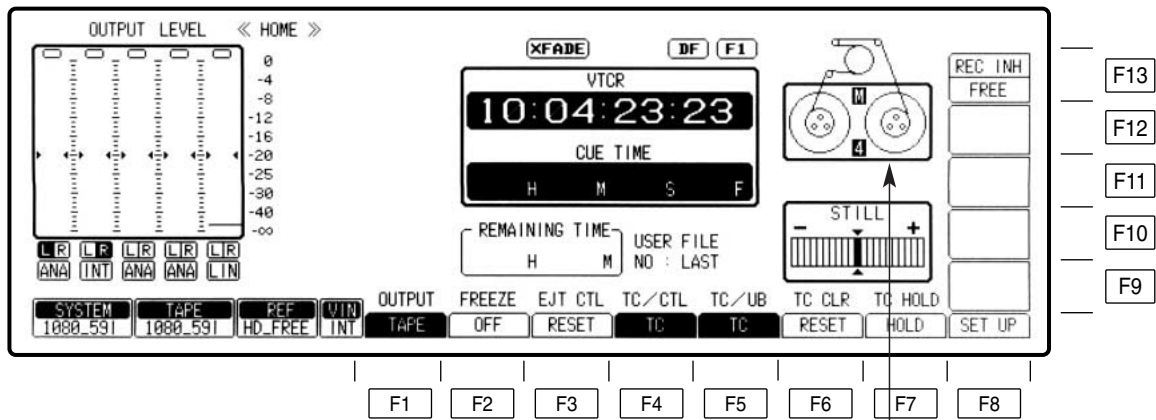 OUTPUT LEVEL ≪ HOME ≫
XFADE DF F1
0
-4
-8
-12
-16
-20
-25
-30
-40
-∞
L R L R L R L R L R
ANA INT ANA ANA LIN
VTCR
10:04:23:23
CUE TIME
H M S F
REMAINING TIME
H M
USER FILE
NO : LAST
M
4
STILL
- +
REC INH
FREE
SYSTEM TAPE REF VIN
1080_59I 1080_59I HD_FREE INT
OUTPUT FREEZE EJT CTL TC/CTL TC/UB TC CLR TC HOLD
TAPE OFF RESET TC TC RESET HOLD SET UP
F13
F12
F11
F10
F9
F1 F2 F3 F4 F5 F6 F7 F8